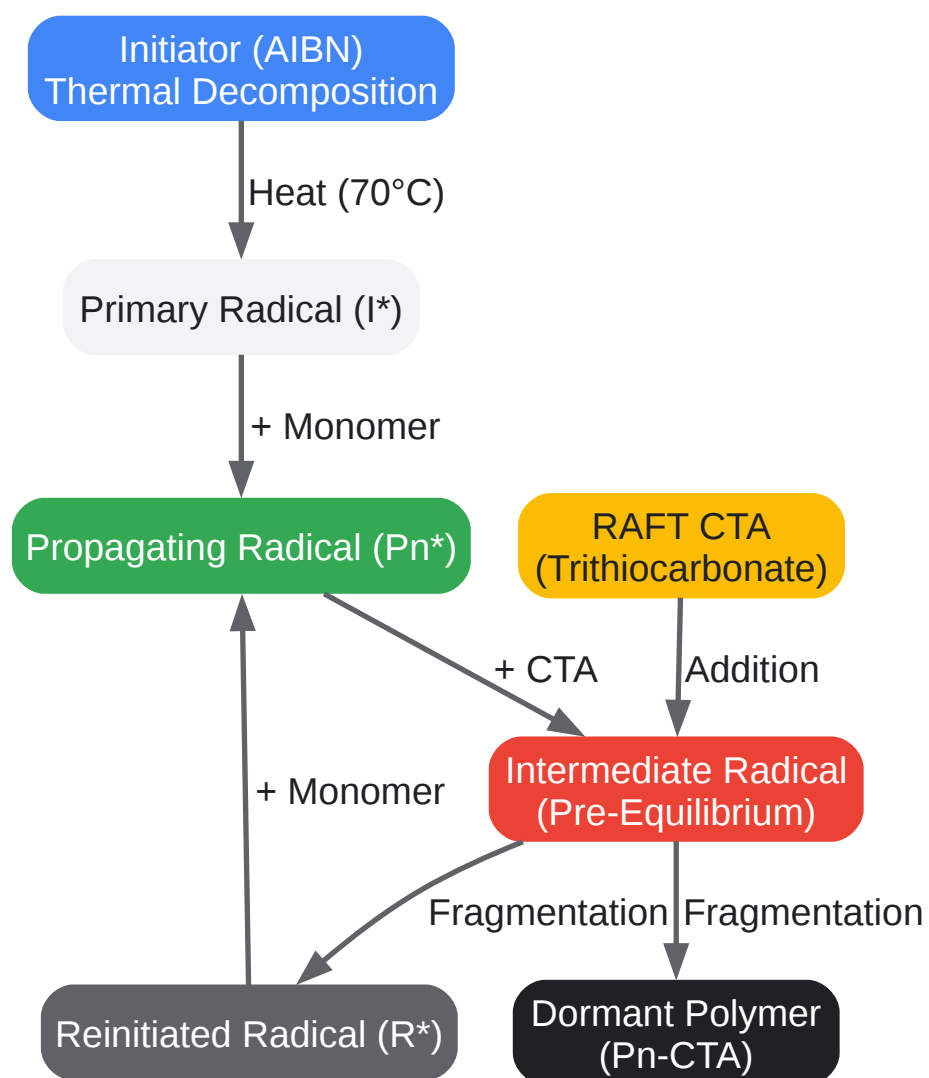 Initiator (AIBN)
Thermal Decomposition
Heat (70°C)
Primary Radical (I*)
+ Monomer
Propagating Radical (Pn*)
RAFT CTA
(Trithiocarbonate)
+ CTA
Addition
Intermediate Radical
(Pre-Equilibrium)
+ Monomer
Fragmentation
Fragmentation
Reinitiated Radical (R*)
Dormant Polymer
(Pn-CTA)